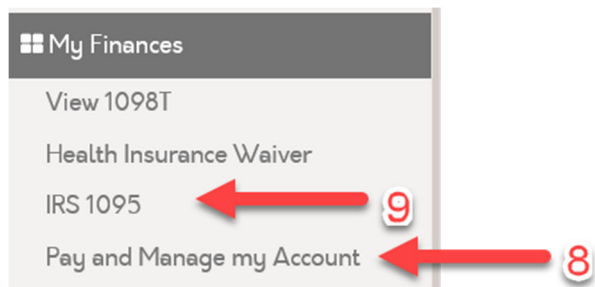 My Finances
View 1098T
Health Insurance Waiver
IRS 1095
9
Pay and Manage my Account
8